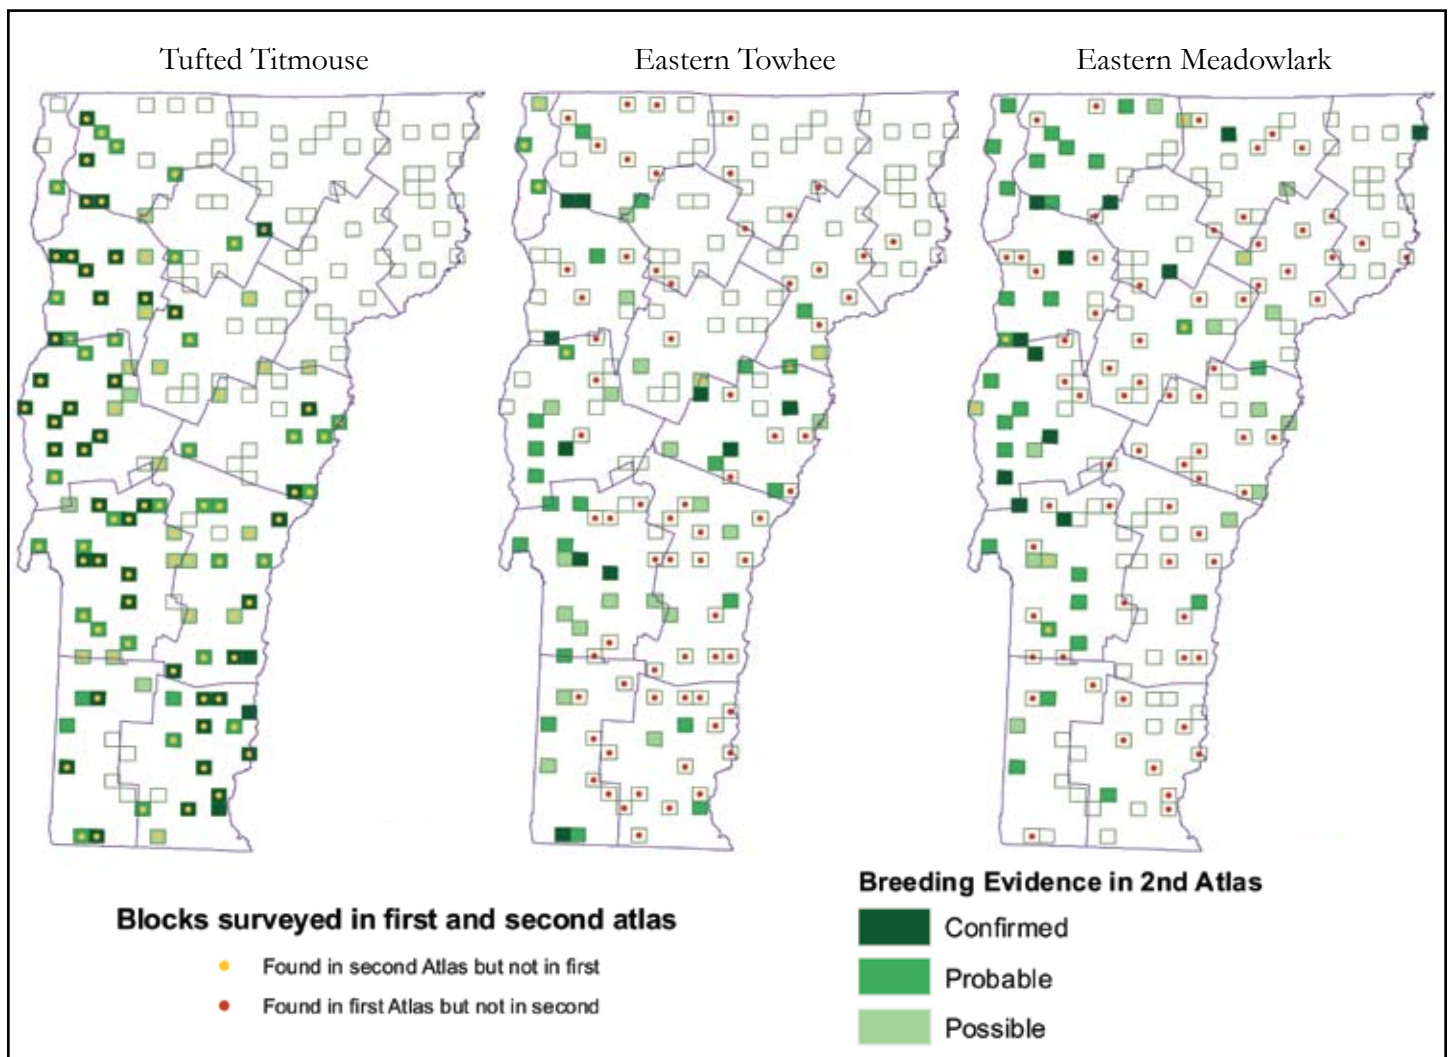 Tufted Titmouse
Eastern Towhee
Eastern Meadowlark
Blocks surveyed in first and second atlas
Found in second Atlas but not in first
Found in first Atlas but not in second
Breeding Evidence in 2nd Atlas
Confirmed
Probable
Possible